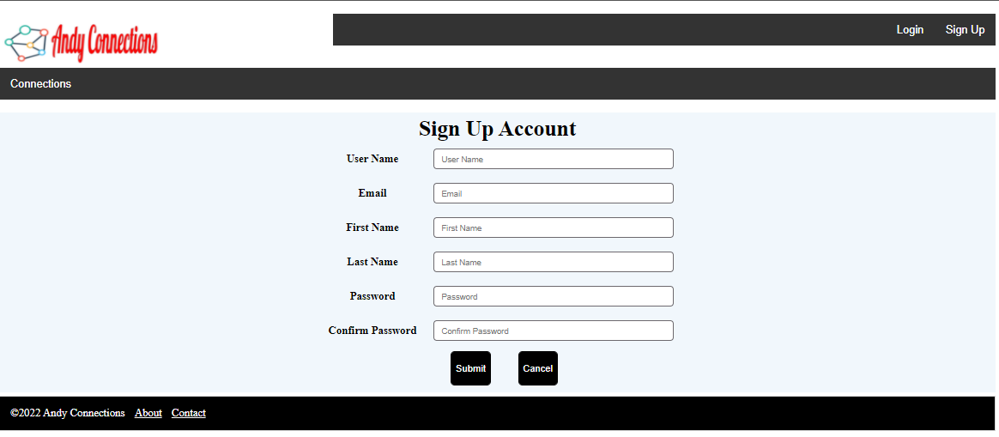 Andy Connections
Login Sign Up
Connections
Sign Up Account
User Name User Name
Email Email
First Name First Name
Last Name Last Name
Password Password
Confirm Password Confirm Password
Submit Cancel
©2022 Andy Connections About Contact